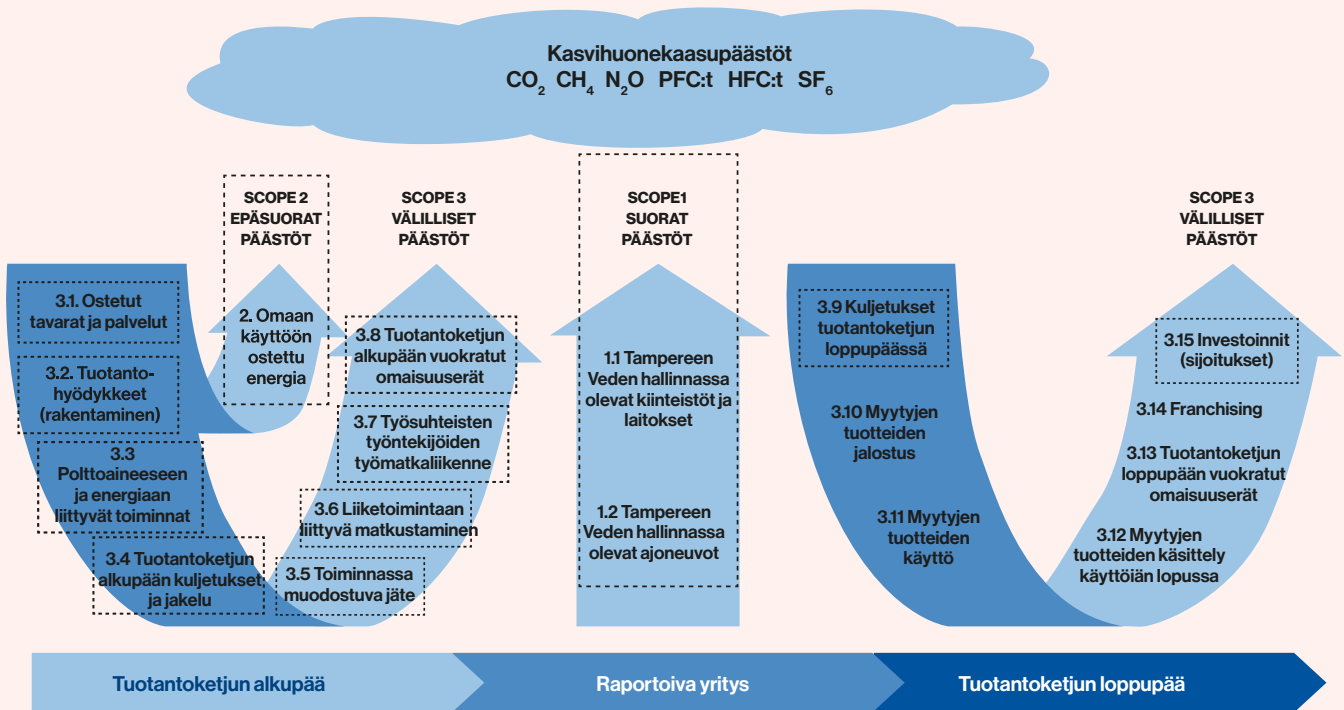 Kasvihuonekaasupäästöt
CO₂ CH₄ N₂O PFC:t HFC:t SF₆
SCOPE 2
EPÄSUORAT
PÄÄSTÖT
SCOPE 3
VÄLILLISET
PÄÄSTÖT
SCOPE1
SUORAT
PÄÄSTÖT
SCOPE 3
VÄLILLISET
PÄÄSTÖT
3.1. Ostetut
tavarat ja palvelut
3.2. Tuotanto-
hyödykkeet
(rakentaminen)
3.3
Polttoaineeseen
ja energiaan
liittyvät toiminnat
3.4 Tuotantoketjun
alkupään kuljetukset
ja jakelu
2. Omaan
käyttöön
ostettu
energia
3.8 Tuotantoketjun
alkupään vuokratut
omaisuuserät
3.7 Työsuhteisten
työntekijöiden
työmatkaliikenne
3.6 Liiketoimintaan
liittyvä matkustaminen
3.5 Toiminnassa
muodostuva jäte
1.1 Tampereen
Veden hallinnassa
olevat kiinteistöt ja
laitokset
1.2 Tampereen
Veden hallinnassa
olevat ajoneuvot
3.9 Kuljetukset
tuotantoketjun
loppupäässä
3.10 Myytyjen
tuotteiden
jalostus
3.11 Myytyjen
tuotteiden
käyttö
3.15 Investoinnit
(sijoitukset)
3.14 Franchising
3.13 Tuotantoketjun
loppupään vuokratut
omaisuuserät
3.12 Myytyjen
tuotteiden käsittely
käyttöiän lopussa
Tuotantoketjun alkupää
Raportoiva yritys
Tuotantoketjun loppupää